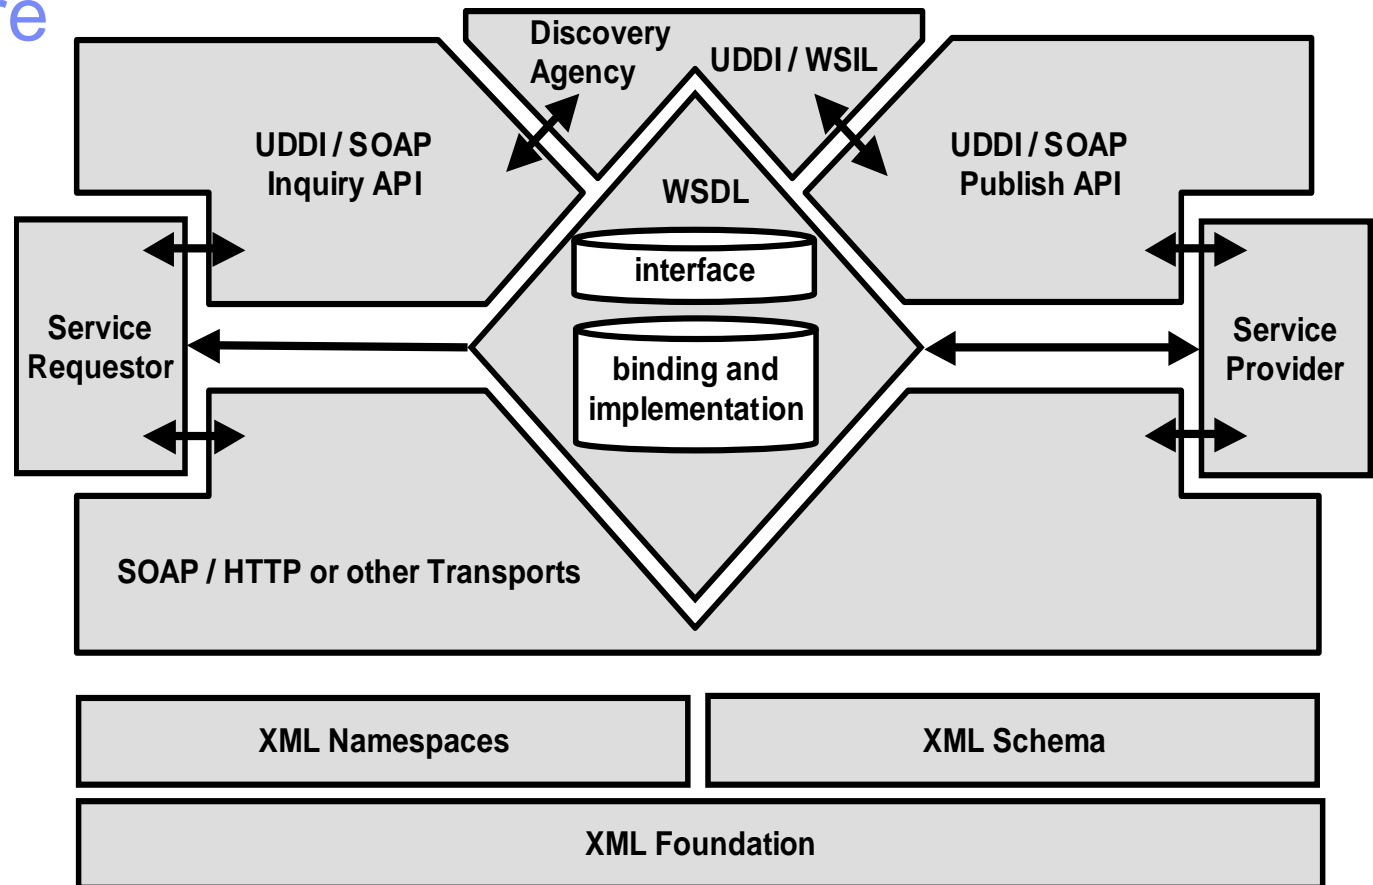 re
Discovery
Agency
UDDI / WSIL
UDDI / SOAP
Inquiry API
UDDI / SOAP
Publish API
WSDL
interface
Service
Requestor
binding and
implementation
Service
Provider
SOAP / HTTP or other Transports
XML Namespaces
XML Schema
XML Foundation